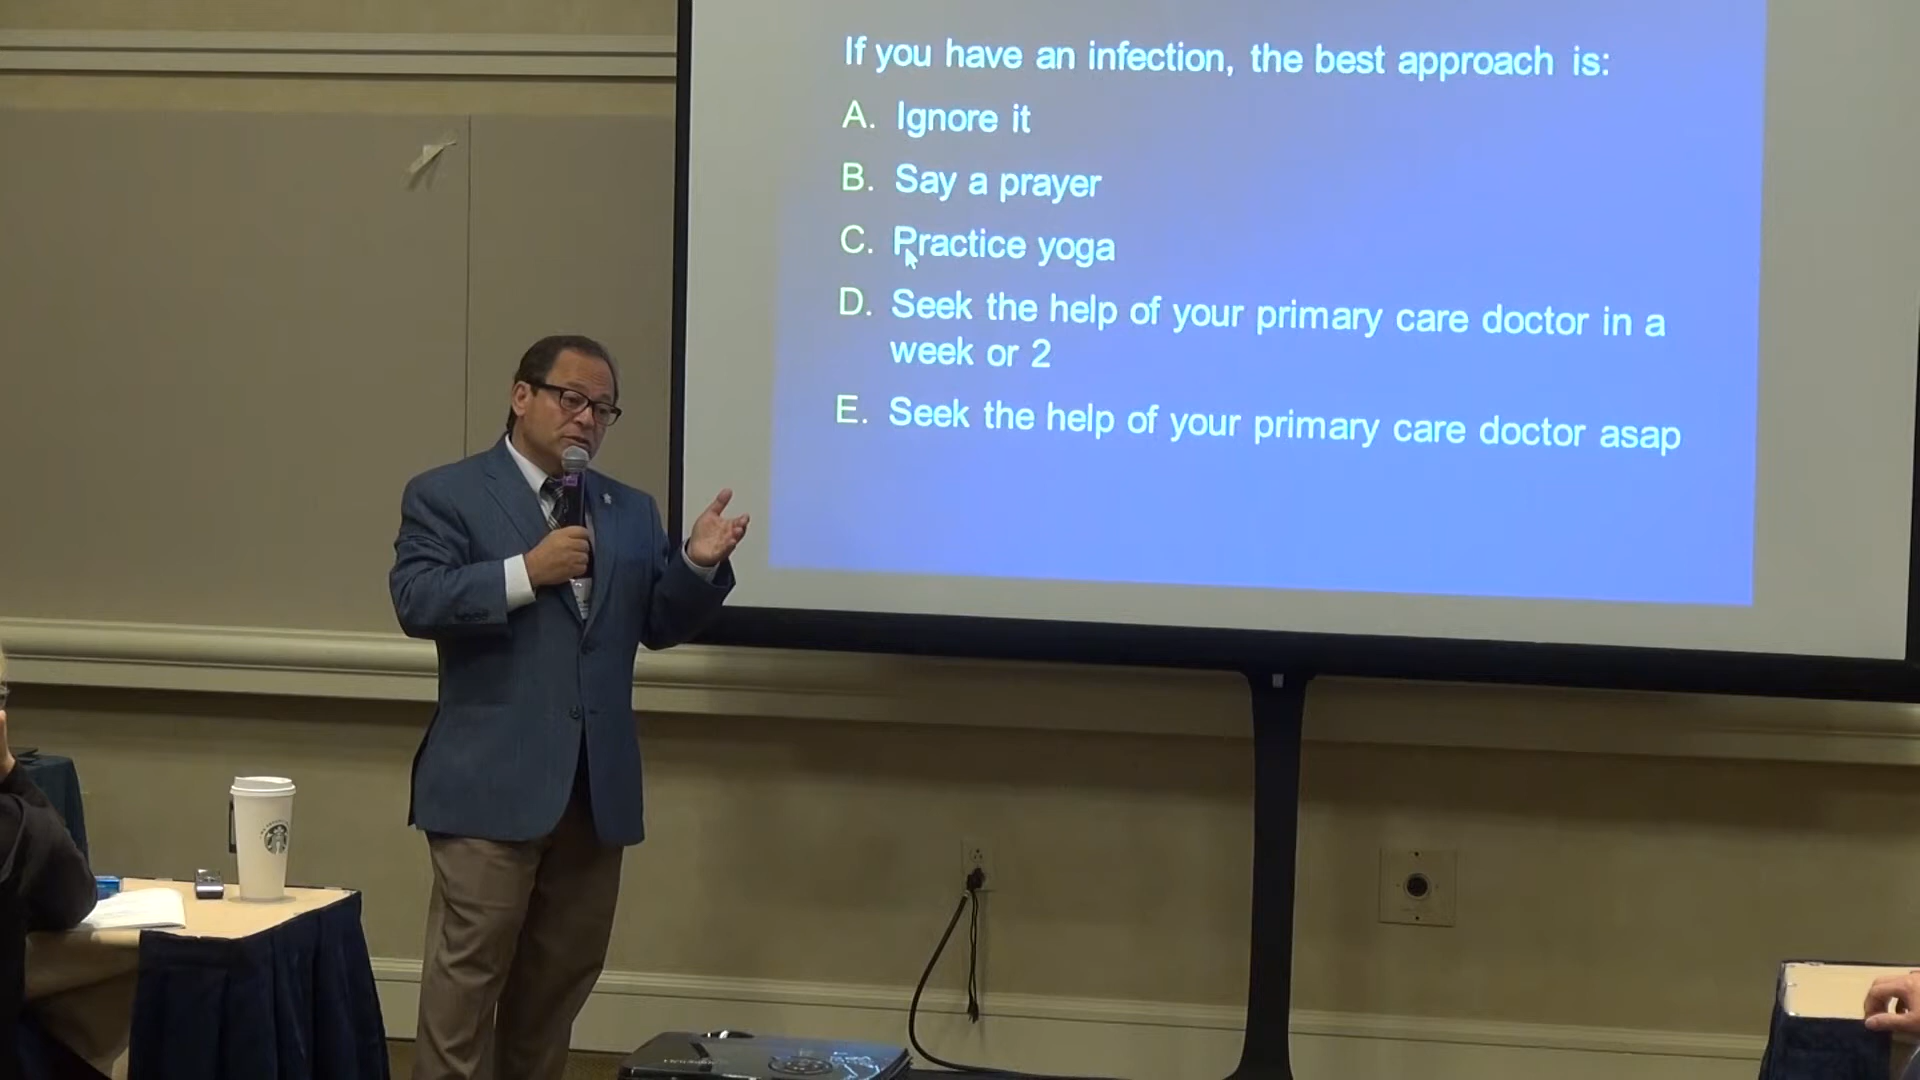 If you have an infection, the best approach is:
A. Ignore it
B. Say a prayer
C. Practice yoga
D. Seek the help of your primary care doctor in a
week or 2
E. Seek the help of your primary care doctor asap